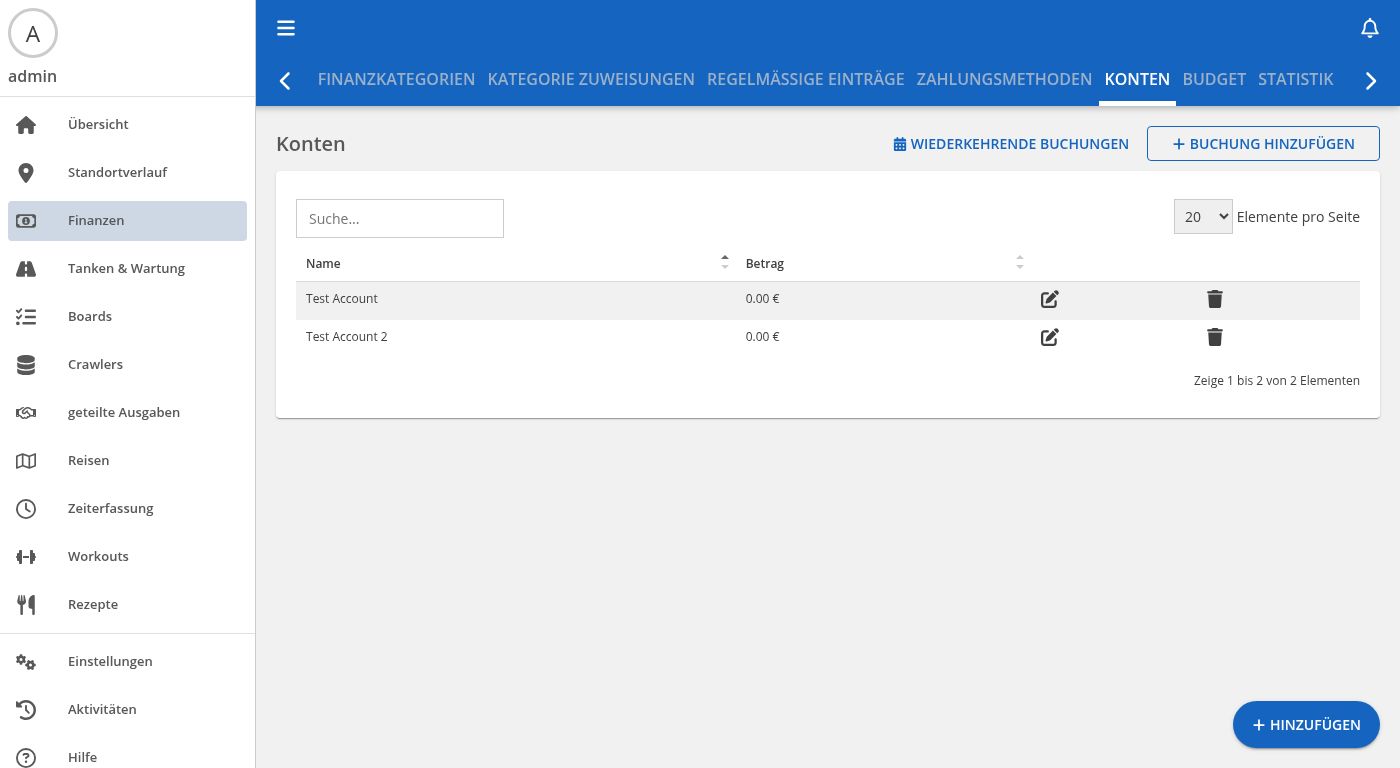 A
admin
Übersicht
Standortverlauf
Finanzen
Tanken & Wartung
Boards
Crawlers
geteilte Ausgaben
Reisen
Zeiterfassung
Workouts
Rezepte
Einstellungen
Aktivitäten
Hilfe
FINANZKATEGORIEN KATEGORIE ZUWEISUNGEN REGELMÄSSIGE EINTRÄGE ZAHLUNGSMETHODEN KONTEN BUDGET STATISTIK
Konten WIEDERKEHRENDE BUCHUNGEN + BUCHUNG HINZUFÜGEN
Suche... 20 Elemente pro Seite
Name Betrag
Test Account 0.00 €
Test Account 2 0.00 €
Zeige 1 bis 2 von 2 Elementen
+ HINZUFÜGEN